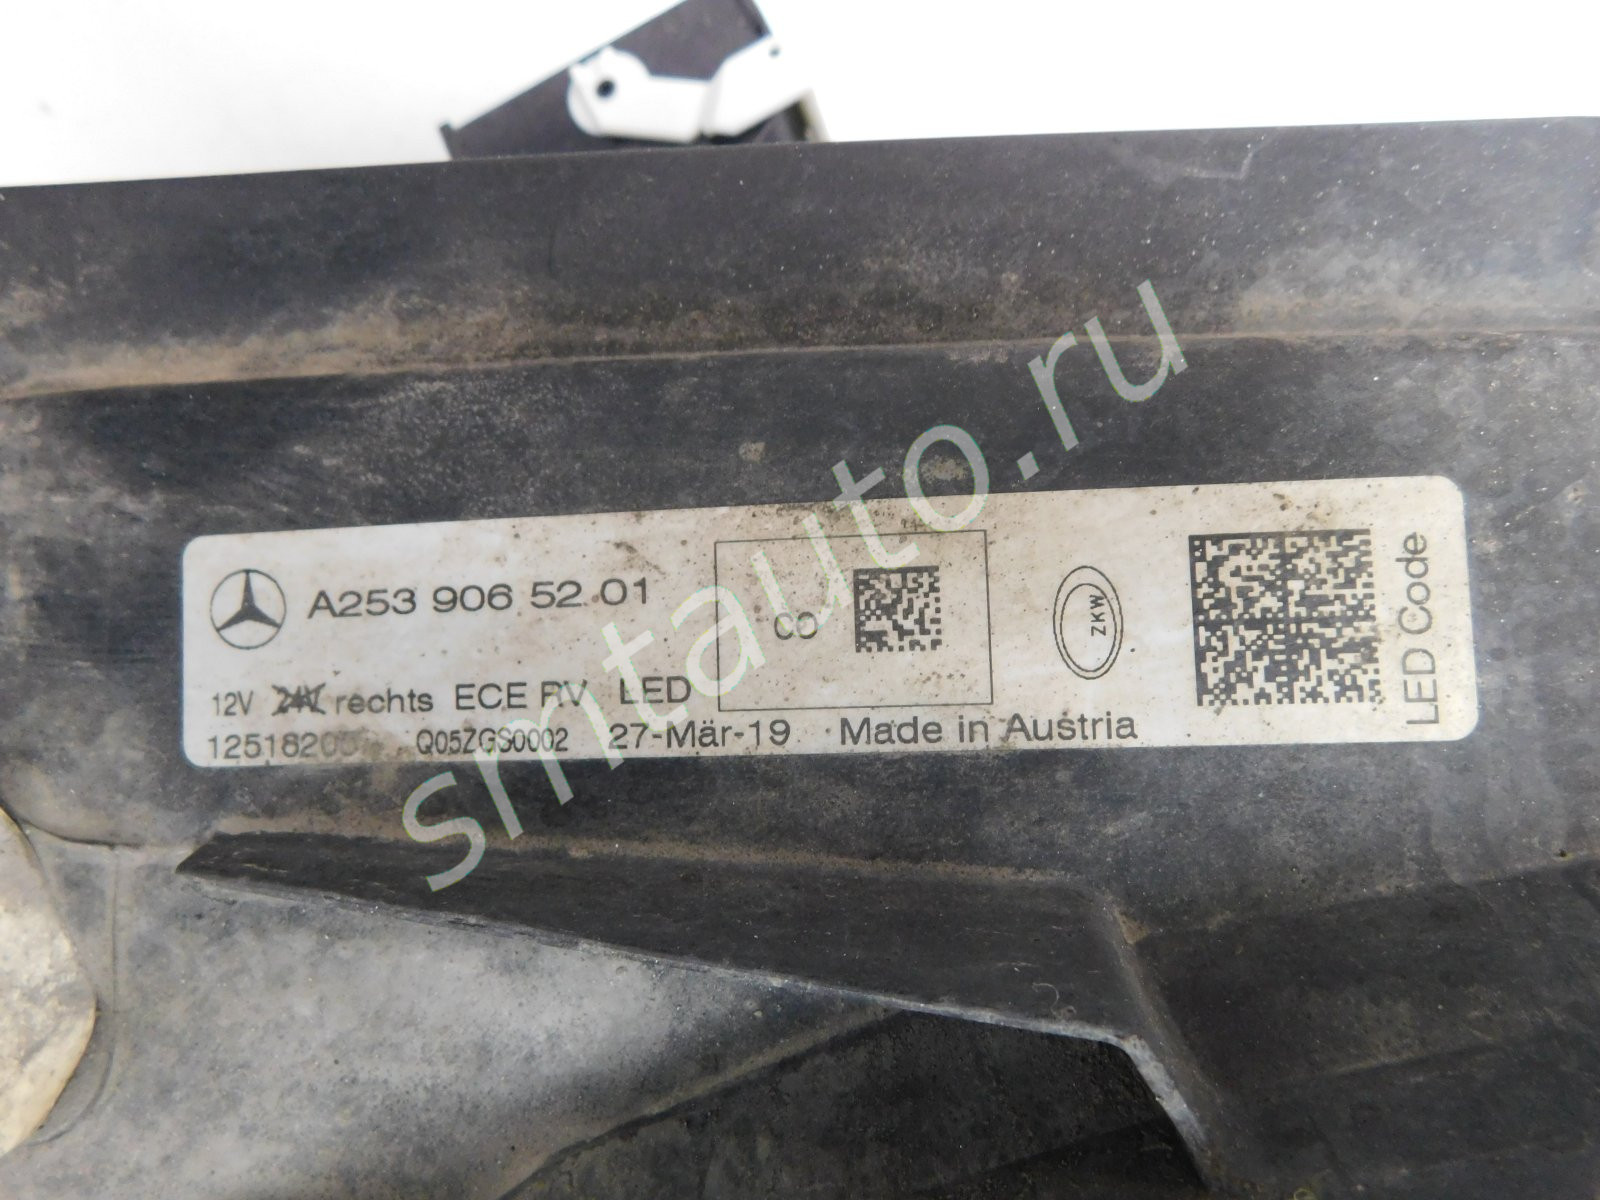 A253 906 52 01
CO
ZKW
12V 24V rechts ECE RV LED
Q05ZGS0002 27-Mär-19 Made in Austria
LED Code
smtauto.ru